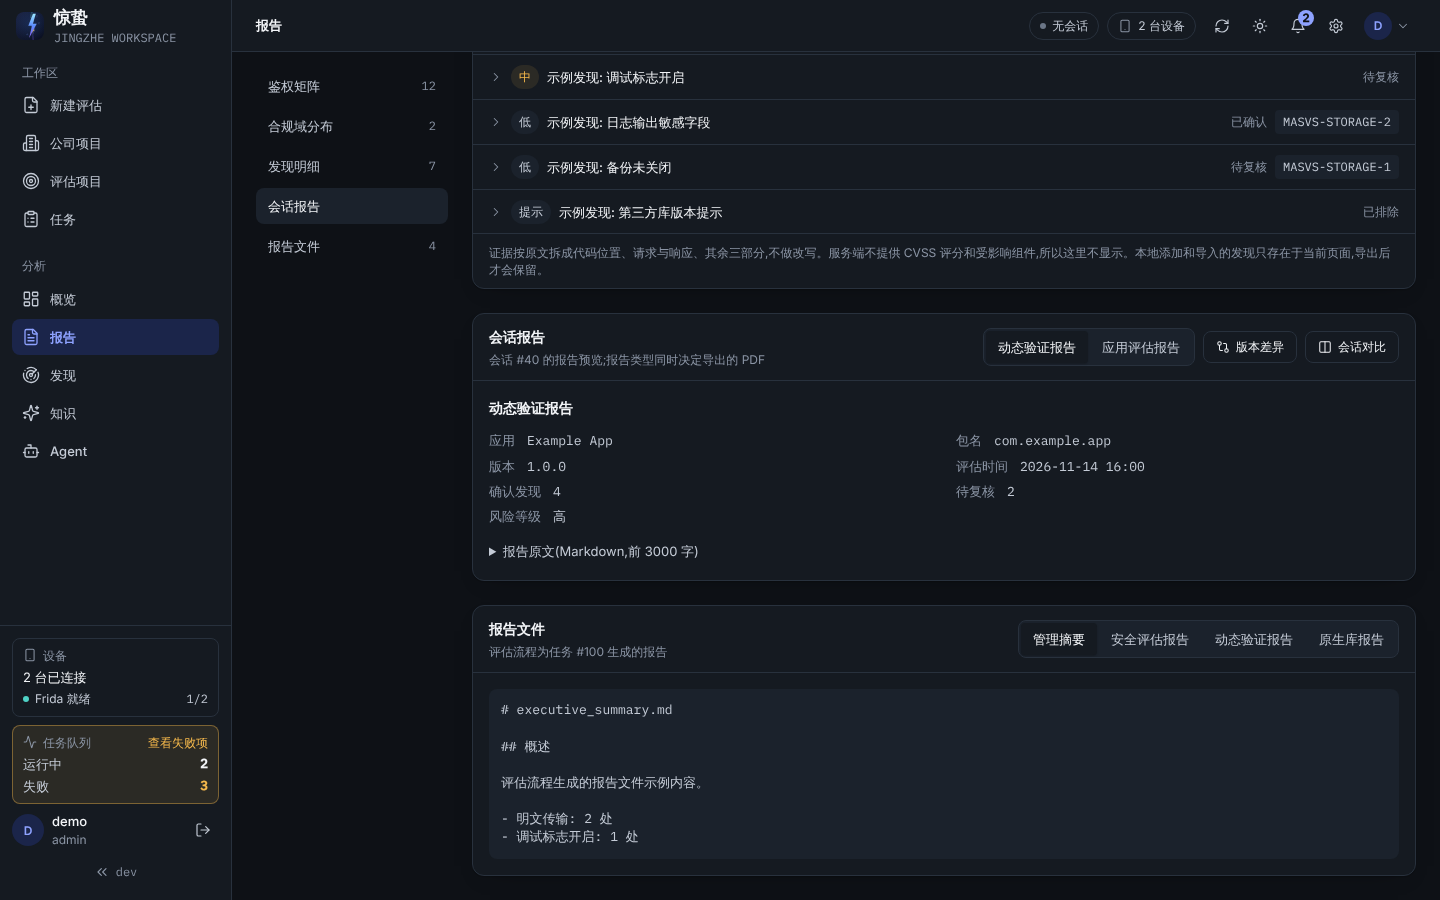 惊蛰
JINGZHE WORKSPACE
工作区
新建评估
公司项目
评估项目
任务
分析
概览
报告
发现
知识
Agent
设备
2 台已连接
Frida 就绪 1/2
任务队列 查看失败项
运行中 2
失败 3
D demo
admin
dev
报告
无会话 2 台设备 2 D
鉴权矩阵 12
合规域分布 2
发现明细 7
会话报告
报告文件 4
中 示例发现: 调试标志开启 待复核
低 示例发现: 日志输出敏感字段 已确认 MASVS-STORAGE-2
低 示例发现: 备份未关闭 待复核 MASVS-STORAGE-1
提示 示例发现: 第三方库版本提示 已排除
证据按原文拆成代码位置、请求与响应、其余三部分,不做改写。服务端不提供 CVSS 评分和受影响组件,所以这里不显示。本地添加和导入的发现只存在于当前页面,导出后
才会保留。
会话报告
会话 #40 的报告预览;报告类型同时决定导出的 PDF
动态验证报告 应用评估报告 版本差异 会话对比
动态验证报告
应用 Example App 包名 com.example.app
版本 1.0.0 评估时间 2026-11-14 16:00
确认发现 4 待复核 2
风险等级 高
报告原文(Markdown,前 3000 字)
报告文件
评估流程为任务 #100 生成的报告
管理摘要 安全评估报告 动态验证报告 原生库报告
# executive_summary.md
## 概述
评估流程生成的报告文件示例内容。
- 明文传输: 2 处
- 调试标志开启: 1 处